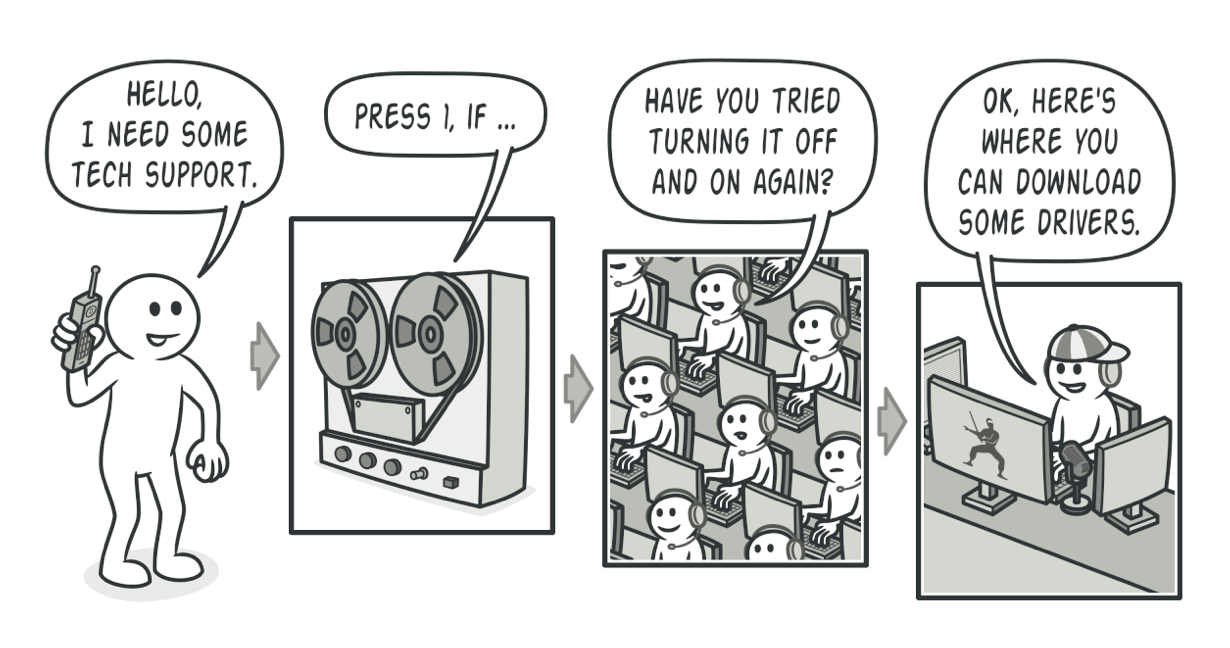 HELLO,
I NEED SOME
TECH SUPPORT.
PRESS 1, IF ...
HAVE YOU TRIED
TURNING IT OFF
AND ON AGAIN?
OK, HERE'S
WHERE YOU
CAN DOWNLOAD
SOME DRIVERS.